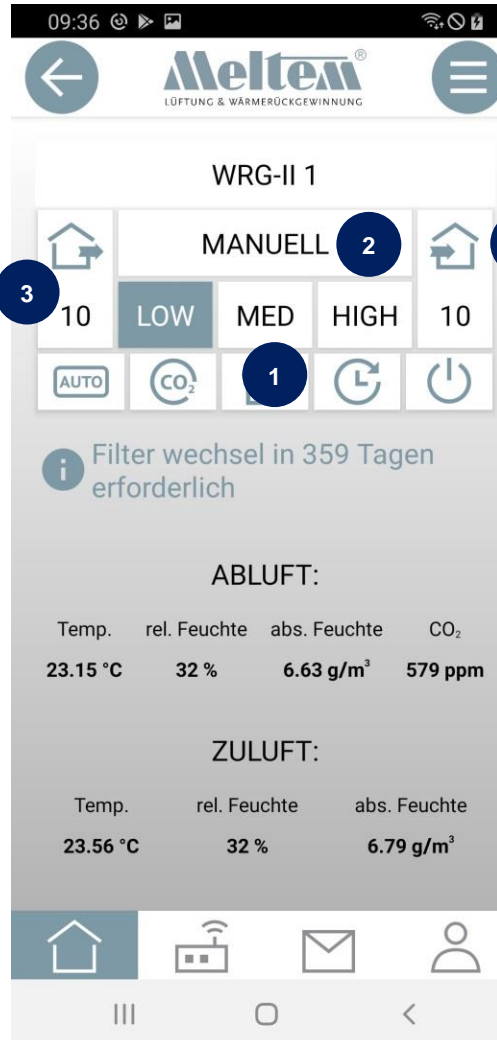 09:36
Meltem®
LÜFTUNG & WÄRMERÜCKGEWINNUNG
WRG-II 1
MANUELL
2
3
10
LOW
MED
HIGH
10
1
AUTO
CO₂
i
Filter wechsel in 359 Tagen
erforderlich
ABLUFT:
Temp. rel. Feuchte abs. Feuchte CO₂
23.15 °C 32 % 6.63 g/m³ 579 ppm
ZULUFT:
Temp. rel. Feuchte abs. Feuchte
23.56 °C 32 % 6.79 g/m³